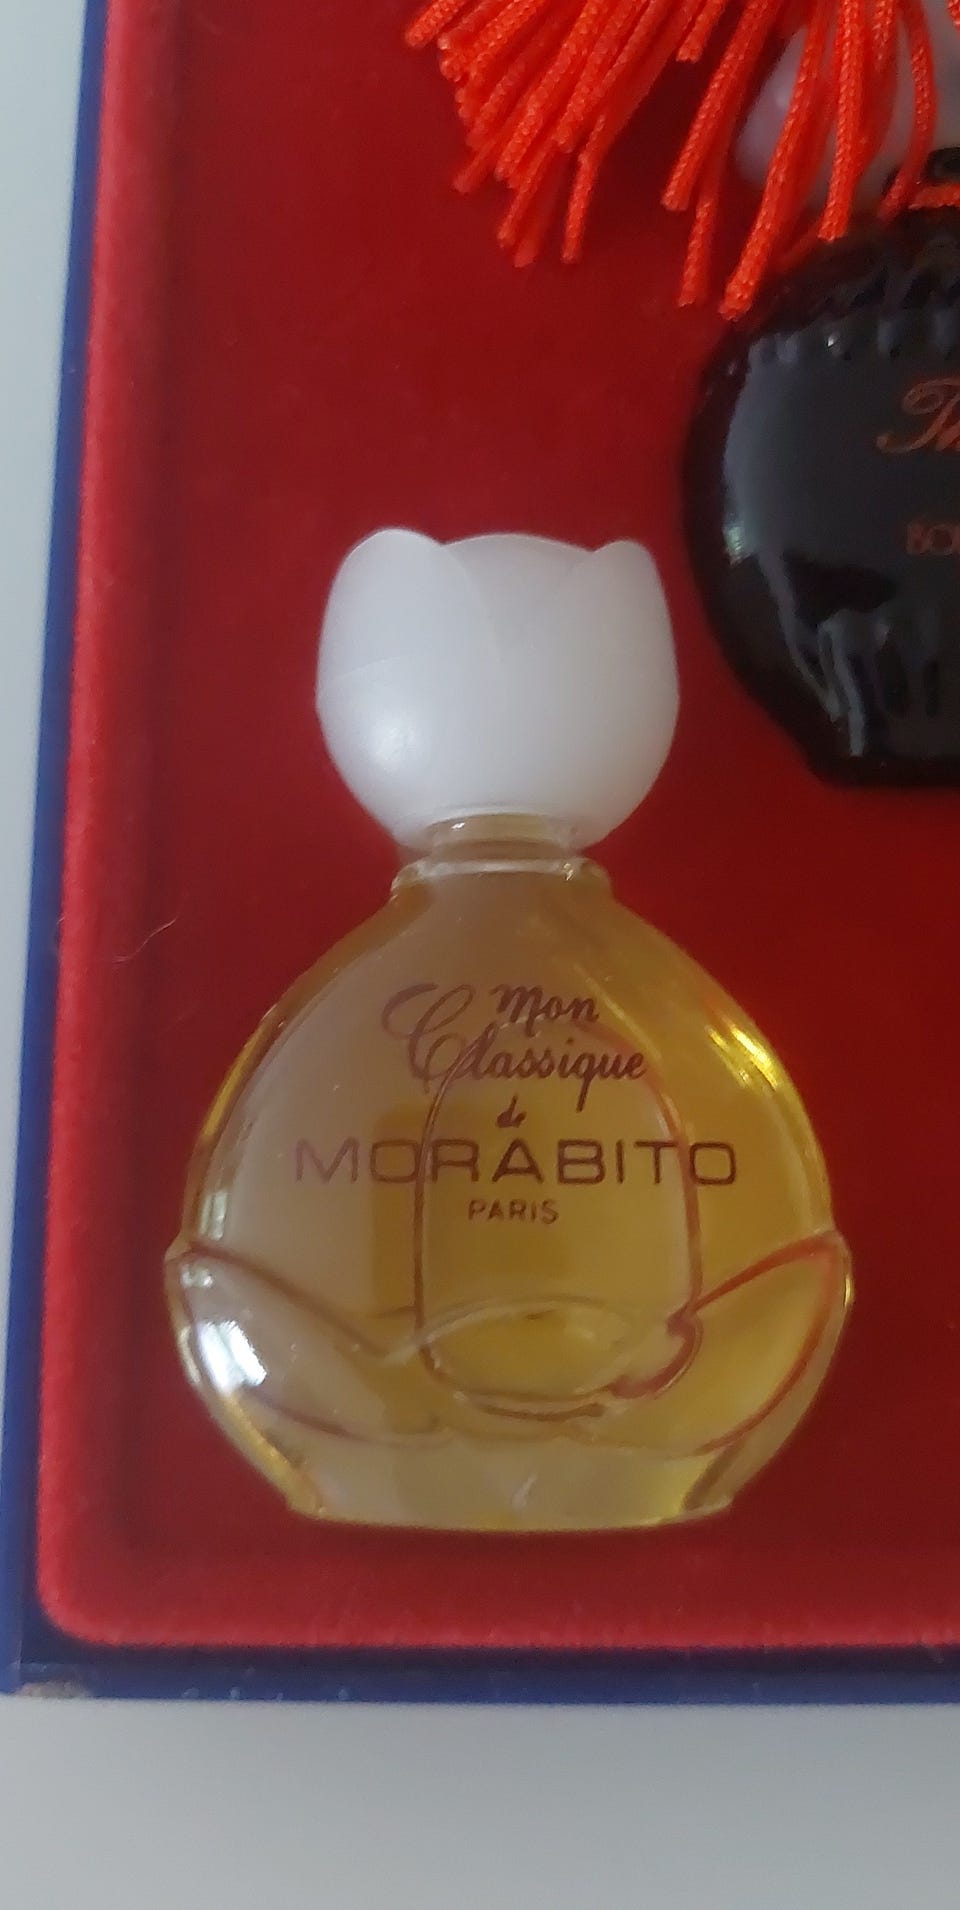 Mon
Classique
de
MORABITO
PARIS